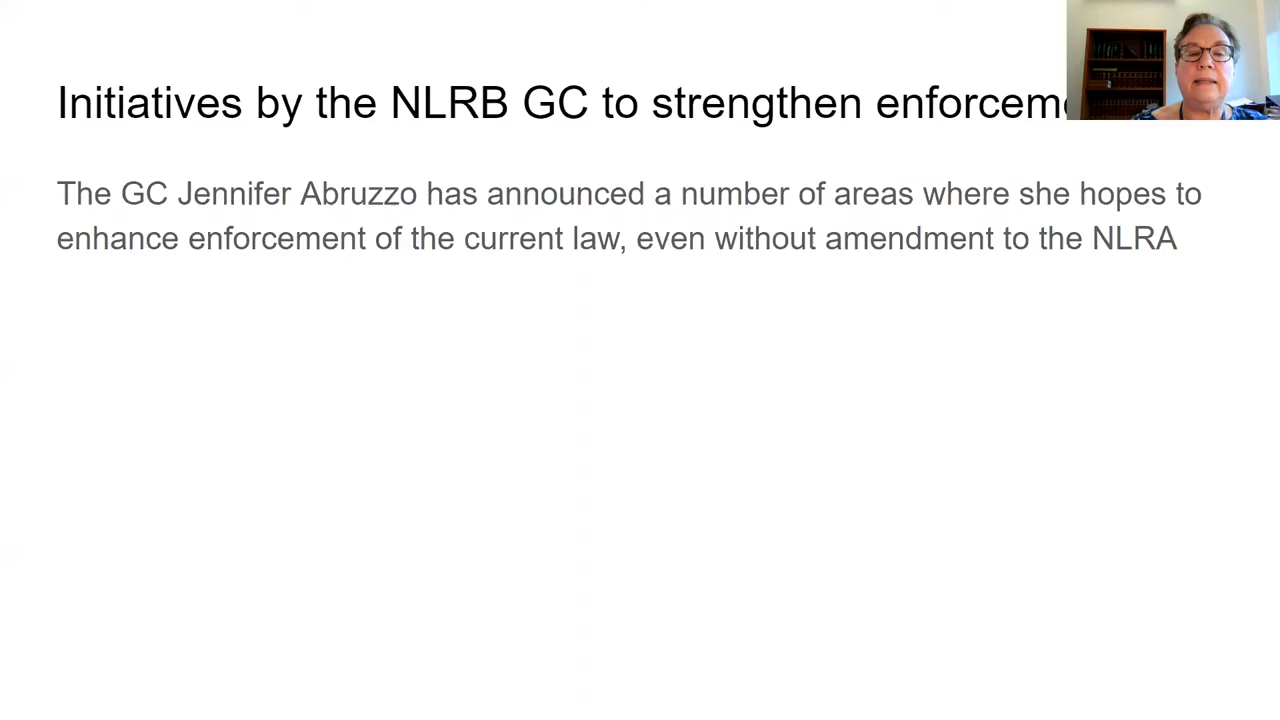 Initiatives by the NLRB GC to strengthen
The GC Jennifer Abruzzo has announced a number of areas where she hopes to
enhance enforcement of the current law, even without amendment to the NLRA